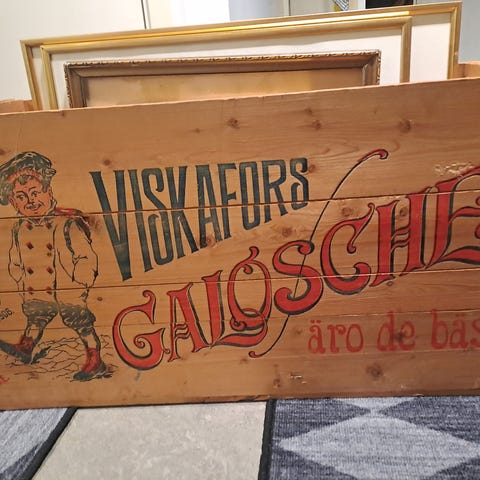 VISKAFORS
GALOSCHE
äro de bäs